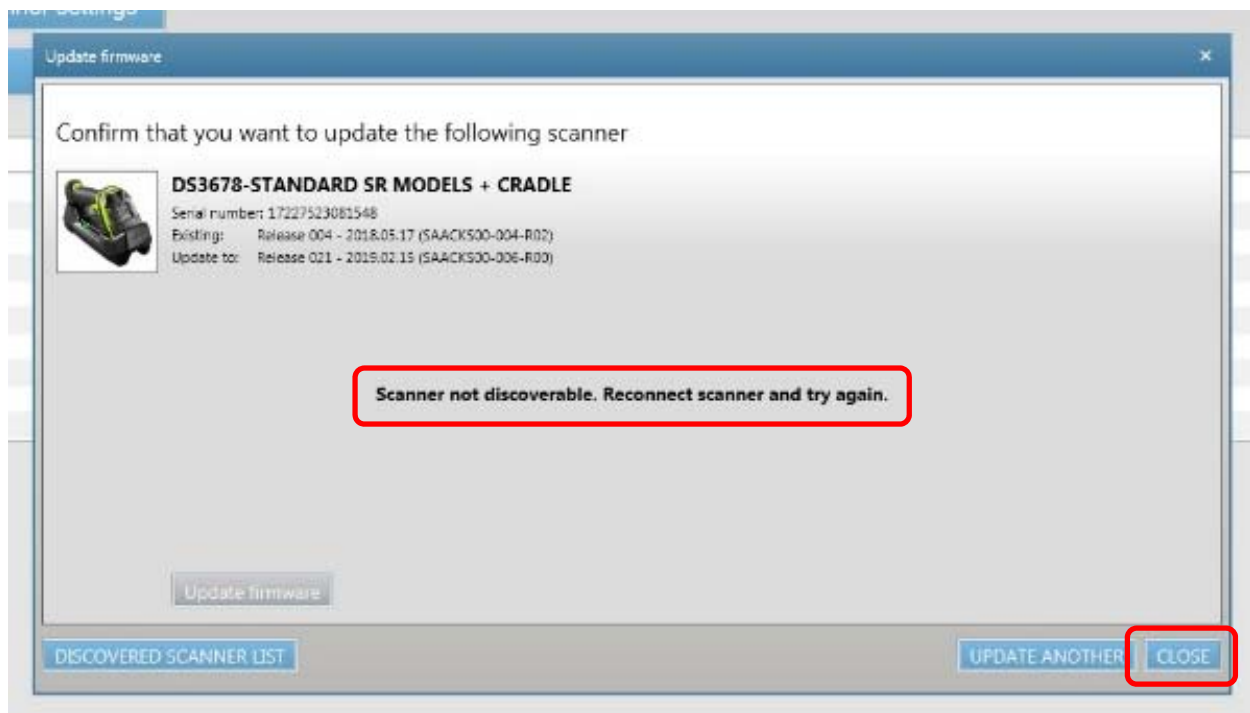 Update firmware
Confirm that you want to update the following scanner
DS3678-STANDARD SR MODELS + CRADLE
Serial number: 17227523081548
Existing: Release 004 - 2018.05.17 (SAACKS00-004-R02)
Update to: Release 021 - 2019.02.15 (SAACKS00-006-R00)
Scanner not discoverable. Reconnect scanner and try again.
Update firmware
DISCOVERED SCANNER LIST
UPDATE ANOTHER
CLOSE